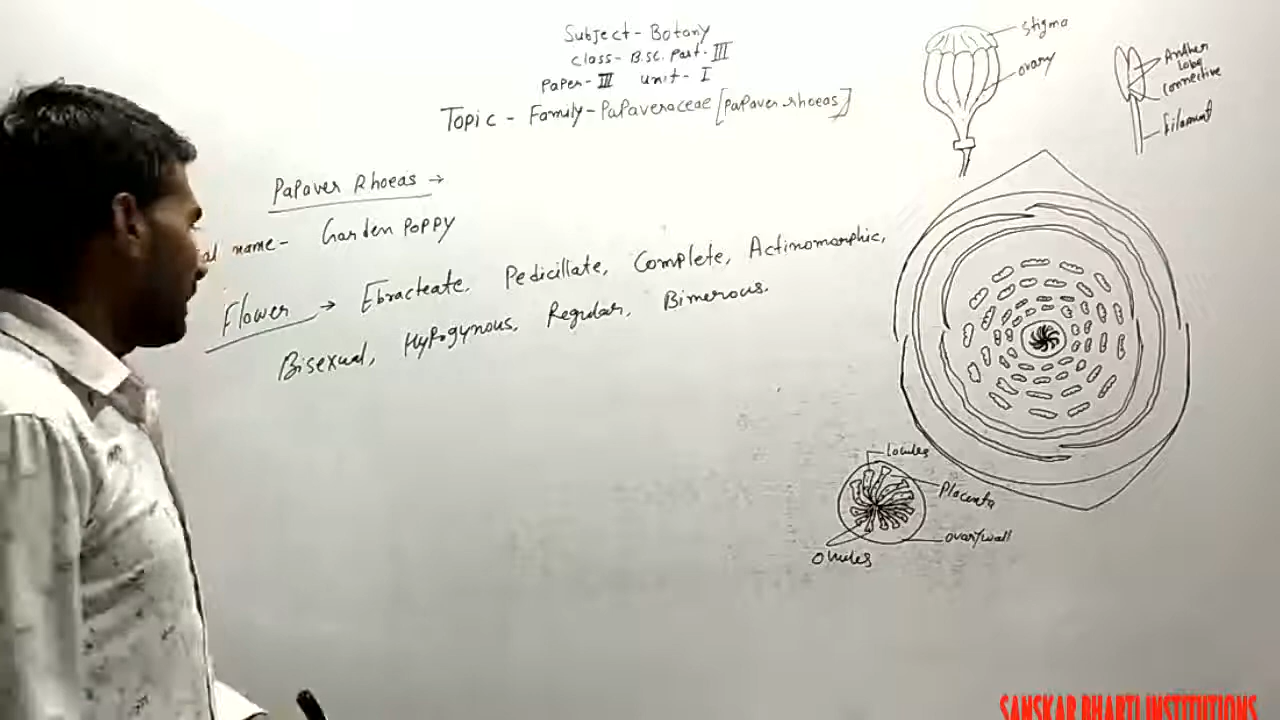 Subject - Botany
Class - B.Sc. Part - III
Paper - III Unit - I
Topic - Family - Papaveraceae [Papaver rhoeas]
Papaver Rhoeas →
al name - Garden Poppy
Flower → Ebracteate, Pedicillate, Complete, Actinomorphic,
Bisexual, Hypogynous, Regular, Bimerous.
stigma
ovary
Anther
Lobe
Connective
Filament
Locules
Placenta
ovary wall
Ovules
SANSKAR BHARTI INSTITUTIONS